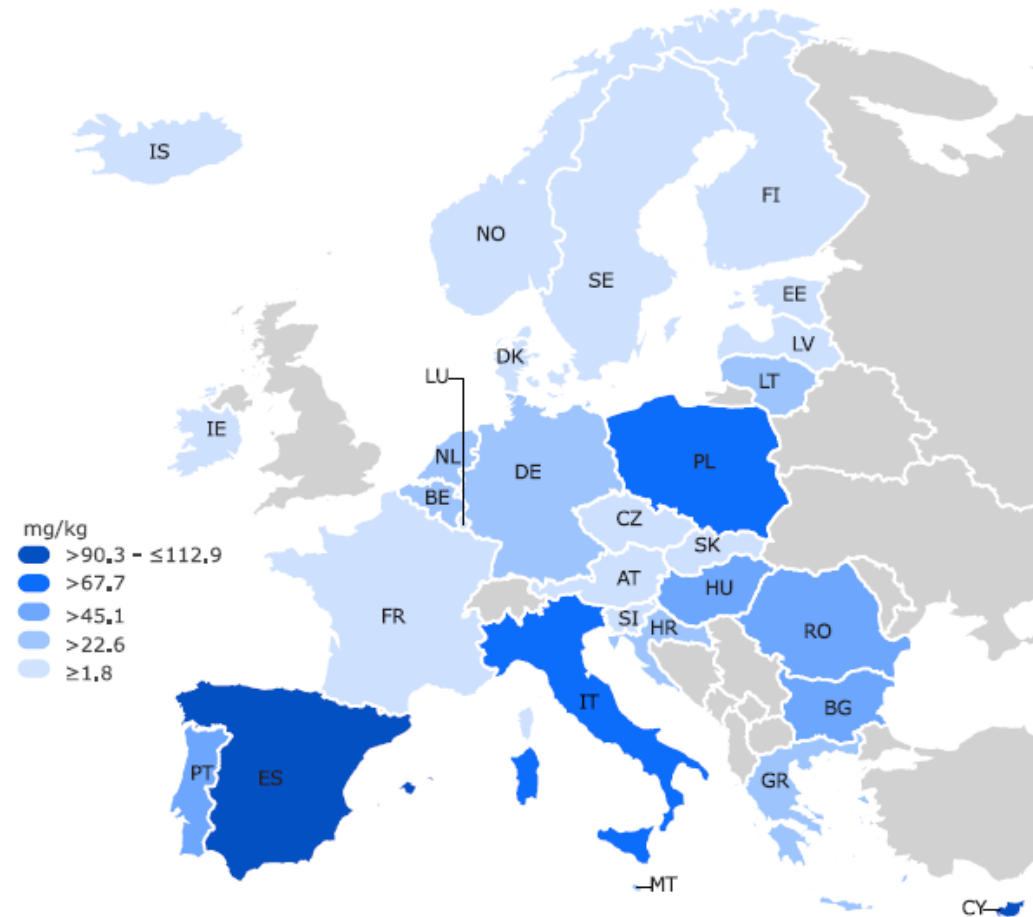 IS
FI
NO
SE
EE
LV
DK
LT
LU
IE
NL
DE
PL
BE
CZ
SK
AT
HU
FR
SI
HR
RO
IT
BG
PT
ES
GR
MT
CY
mg/kg
>90.3 - ≤112.9
>67.7
>45.1
>22.6
≥1.8